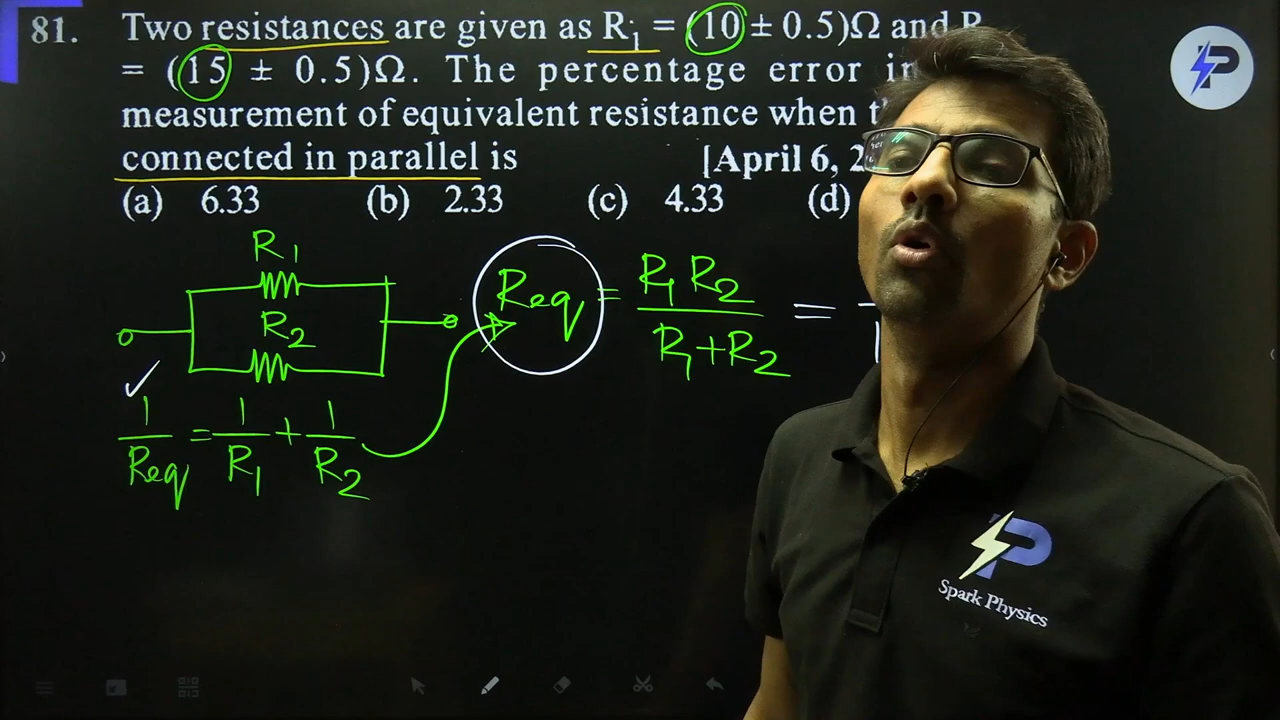 81. Two resistances are given as R₁ = (10 ± 0.5)Ω and R
= (15 ± 0.5)Ω. The percentage error in
measurement of equivalent resistance when
connected in parallel is [April 6, 2
(a) 6.33 (b) 2.33 (c) 4.33 (d)
R₁
R₂
Req = R₁ R₂ / R₁+R₂ =
1/Req = 1/R₁ + 1/R₂
P
P
Spark Physics